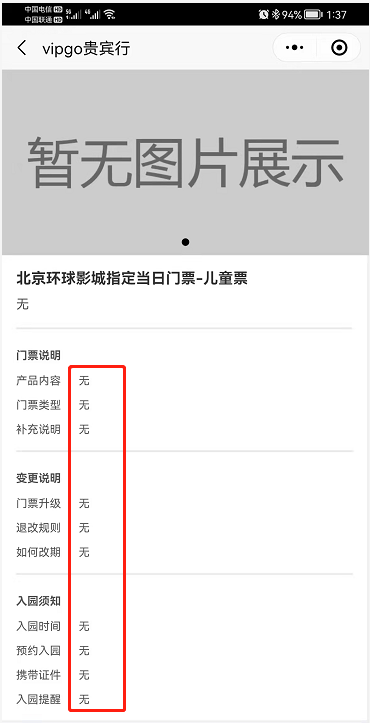 中国电信 HD 5G 4G
中国联通 HD
94% 1:37
vipgo贵宾行
暂无图片展示
北京环球影城指定当日门票-儿童票
无
门票说明
产品内容 无
门票类型 无
补充说明 无
变更说明
门票升级 无
退改规则 无
如何改期 无
入园须知
入园时间 无
预约入园 无
携带证件 无
入园提醒 无